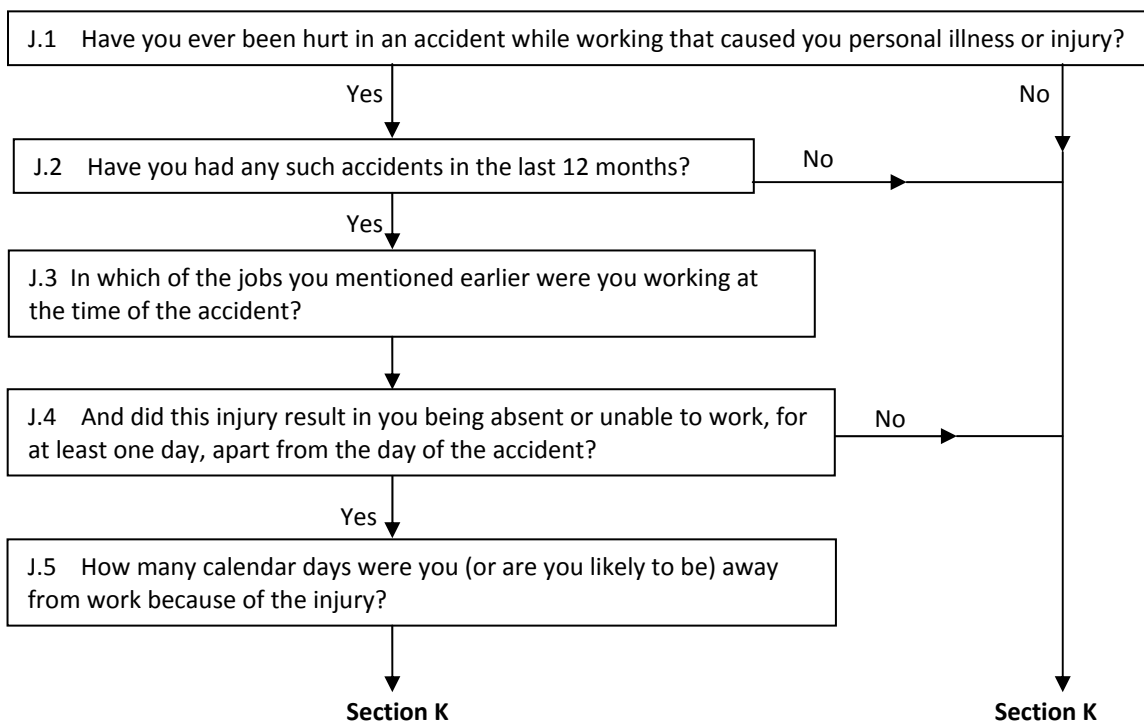 J.1 Have you ever been hurt in an accident while working that caused you personal illness or injury?
Yes
No
J.2 Have you had any such accidents in the last 12 months?
No
Yes
J.3 In which of the jobs you mentioned earlier were you working at
the time of the accident?
J.4 And did this injury result in you being absent or unable to work, for
at least one day, apart from the day of the accident?
No
Yes
J.5 How many calendar days were you (or are you likely to be) away
from work because of the injury?
Section K
Section K